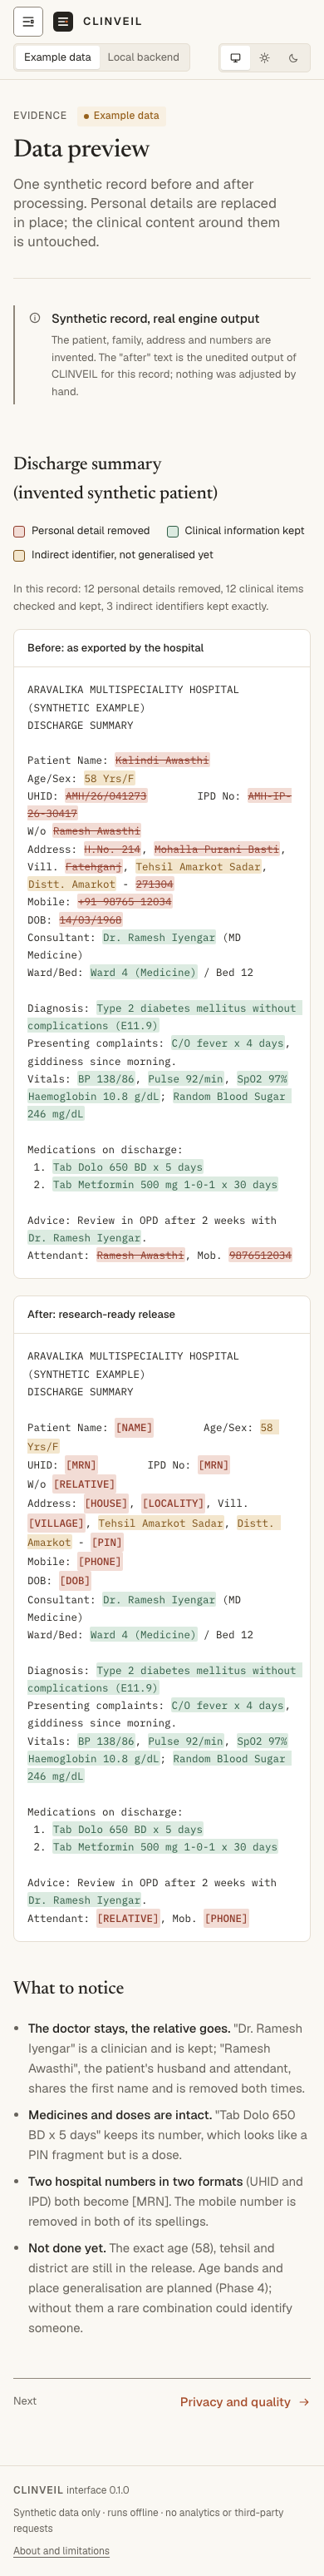 CLINVEIL
Example data Local backend
EVIDENCE Example data
Data preview
One synthetic record before and after
processing. Personal details are replaced
in place; the clinical content around them
is untouched.
Synthetic record, real engine output
The patient, family, address and numbers are
invented. The "after" text is the unedited output of
CLINVEIL for this record; nothing was adjusted by
hand.
Discharge summary
(invented synthetic patient)
Personal detail removed Clinical information kept
Indirect identifier, not generalised yet
In this record: 12 personal details removed, 12 clinical items
checked and kept, 3 indirect identifiers kept exactly.
Before: as exported by the hospital
ARAVALIKA MULTISPECIALITY HOSPITAL
(SYNTHETIC EXAMPLE)
DISCHARGE SUMMARY
Patient Name: Kalindi Awasthi
Age/Sex: 58 Yrs/F
UHID: AMH/26/041273 IPD No: AMH-IP-
26-30417
W/o Ramesh Awasthi
Address: H.No. 214, Mohalla Purani Basti,
Vill. Fatehganj, Tehsil Amarkot Sadar,
Distt. Amarkot - 271304
Mobile: +91 98765 12034
DOB: 14/03/1968
Consultant: Dr. Ramesh Iyengar (MD
Medicine)
Ward/Bed: Ward 4 (Medicine) / Bed 12
Diagnosis: Type 2 diabetes mellitus without
complications (E11.9)
Presenting complaints: C/O fever x 4 days,
giddiness since morning.
Vitals: BP 138/86, Pulse 92/min, SpO2 97%
Haemoglobin 10.8 g/dL; Random Blood Sugar
246 mg/dL
Medications on discharge:
1. Tab Dolo 650 BD x 5 days
2. Tab Metformin 500 mg 1-0-1 x 30 days
Advice: Review in OPD after 2 weeks with
Dr. Ramesh Iyengar.
Attendant: Ramesh Awasthi, Mob. 9876512034
After: research-ready release
ARAVALIKA MULTISPECIALITY HOSPITAL
(SYNTHETIC EXAMPLE)
DISCHARGE SUMMARY
Patient Name: [NAME] Age/Sex: 58
Yrs/F
UHID: [MRN] IPD No: [MRN]
W/o [RELATIVE]
Address: [HOUSE], [LOCALITY], Vill.
[VILLAGE], Tehsil Amarkot Sadar, Distt.
Amarkot - [PIN]
Mobile: [PHONE]
DOB: [DOB]
Consultant: Dr. Ramesh Iyengar (MD
Medicine)
Ward/Bed: Ward 4 (Medicine) / Bed 12
Diagnosis: Type 2 diabetes mellitus without
complications (E11.9)
Presenting complaints: C/O fever x 4 days,
giddiness since morning.
Vitals: BP 138/86, Pulse 92/min, SpO2 97%
Haemoglobin 10.8 g/dL; Random Blood Sugar
246 mg/dL
Medications on discharge:
1. Tab Dolo 650 BD x 5 days
2. Tab Metformin 500 mg 1-0-1 x 30 days
Advice: Review in OPD after 2 weeks with
Dr. Ramesh Iyengar.
Attendant: [RELATIVE], Mob. [PHONE]
What to notice
• The doctor stays, the relative goes. "Dr. Ramesh
Iyengar" is a clinician and is kept; "Ramesh
Awasthi", the patient's husband and attendant,
shares the first name and is removed both times.
• Medicines and doses are intact. "Tab Dolo 650
BD x 5 days" keeps its number, which looks like a
PIN fragment but is a dose.
• Two hospital numbers in two formats (UHID and
IPD) both become [MRN]. The mobile number is
removed in both of its spellings.
• Not done yet. The exact age (58), tehsil and
district are still in the release. Age bands and
place generalisation are planned (Phase 4);
without them a rare combination could identify
someone.
Next Privacy and quality →
CLINVEIL interface 0.1.0
Synthetic data only · runs offline · no analytics or third-party
requests
About and limitations